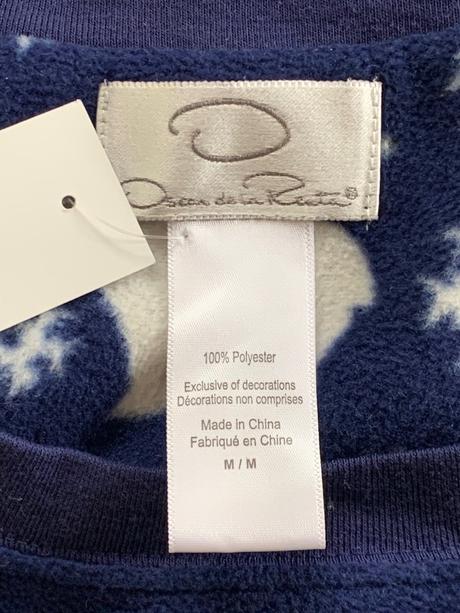 Oscar de la Renta®
100% Polyester
Exclusive of decorations
Décorations non comprises
Made in China
Fabriqué en Chine
M / M